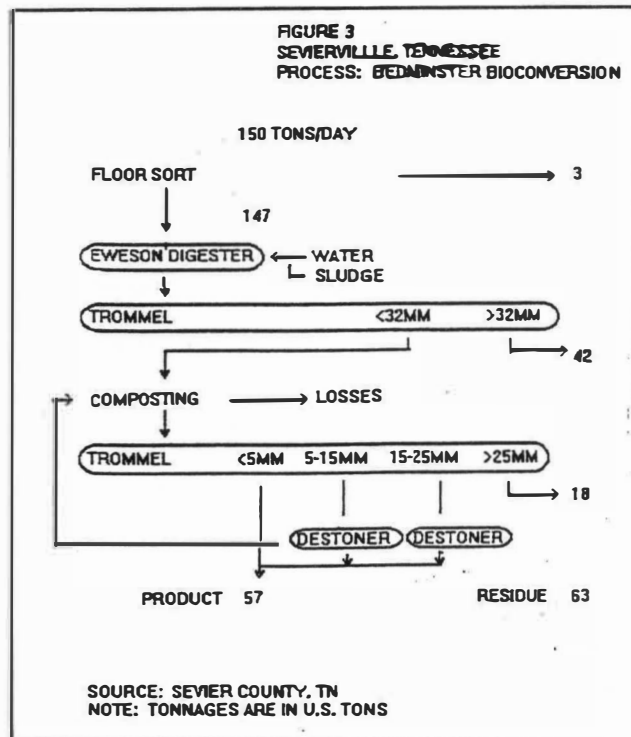 FIGURE 3
SEVIERVILLLE, TENNESSEE
PROCESS: BEDMINSTER BIOCONVERSION
150 TONS/DAY
FLOOR SORT 3
147
EWESON DIGESTER WATER
SLUDGE
TROMMEL <32MM >32MM
42
COMPOSTING LOSSES
TROMMEL <5MM 5-15MM 15-25MM >25MM
18
DESTONER DESTONER
PRODUCT 57 RESIDUE 63
SOURCE: SEVIER COUNTY, TN
NOTE: TONNAGES ARE IN U.S. TONS